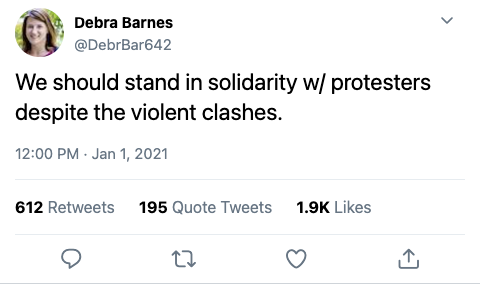 Debra Barnes
@DebrBar642
We should stand in solidarity w/ protesters
despite the violent clashes.
12:00 PM · Jan 1, 2021
612 Retweets 195 Quote Tweets 1.9K Likes